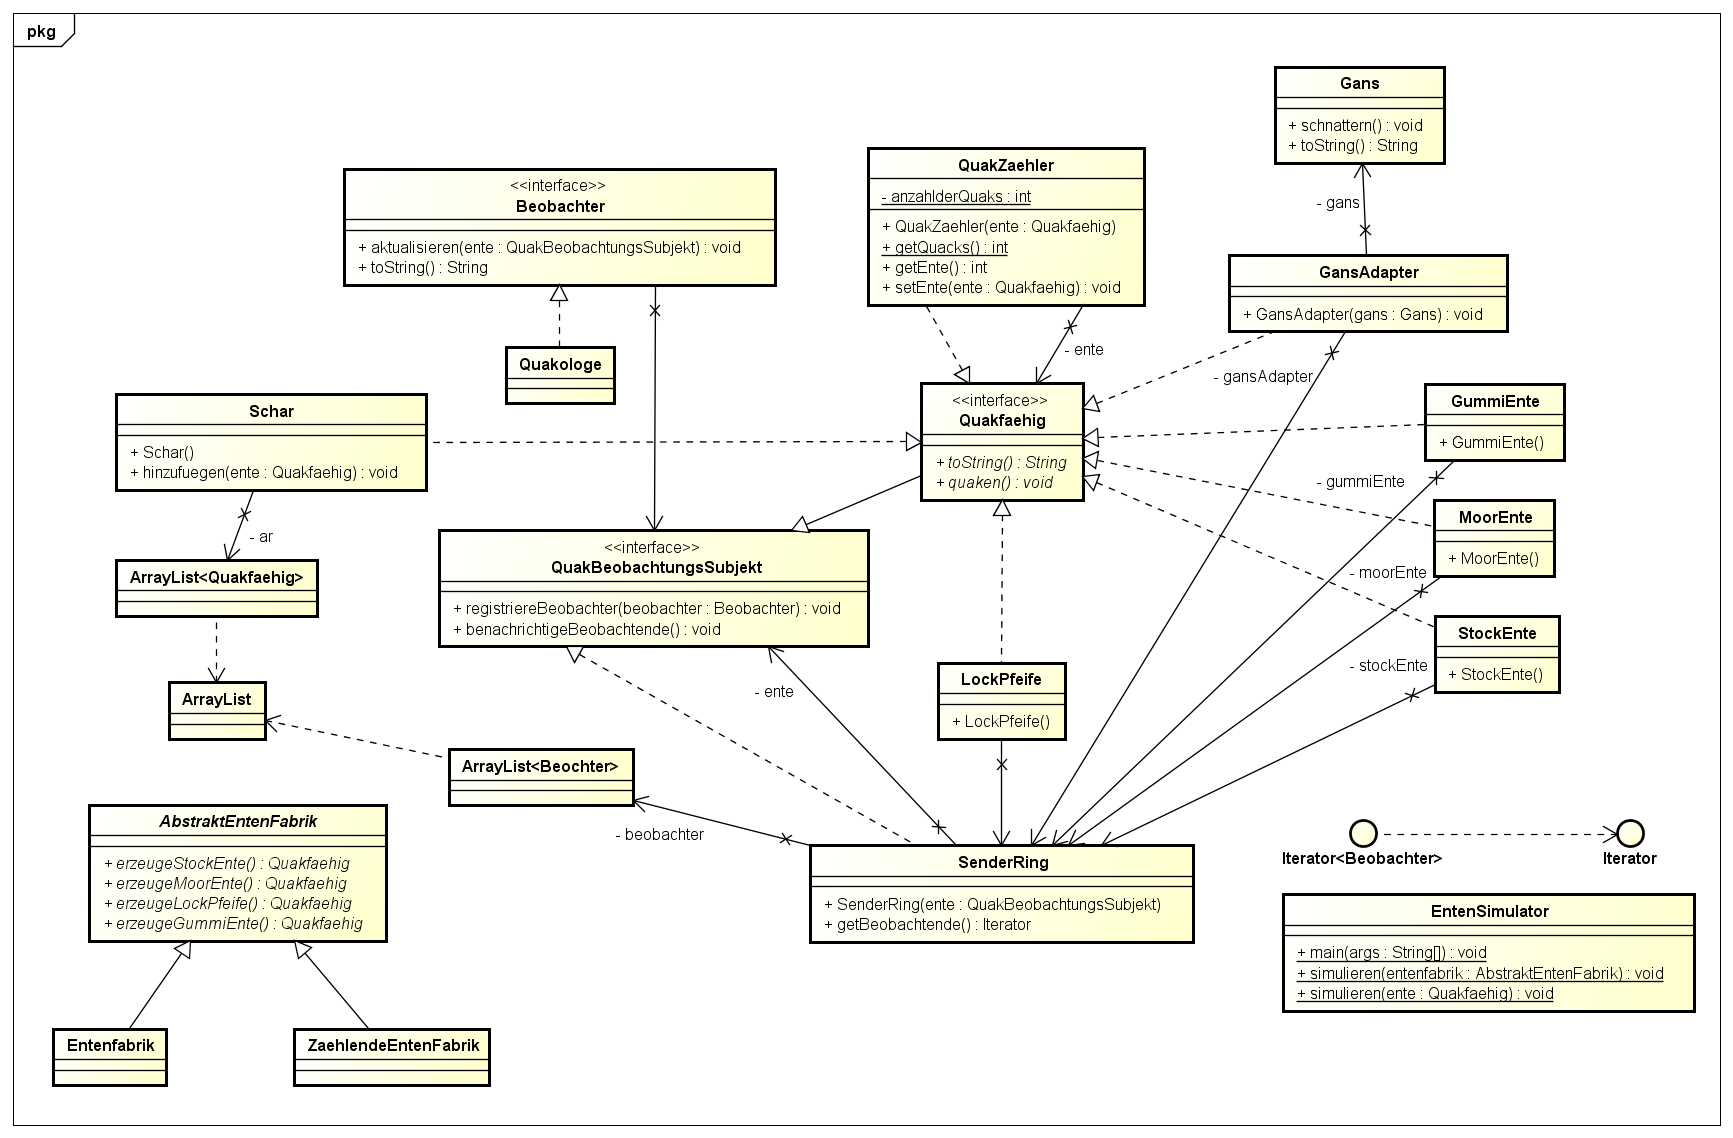 pkg
Gans
+ schnattern() : void
+ toString() : String
- gans
QuakZaehler
- anzahlderQuaks : int
+ QuakZaehler(ente : Quakfaehig)
+ getQuacks() : int
+ getEnte() : int
+ setEnte(ente : Quakfaehig) : void
- ente
<<interface>>
Beobachter
+ aktualisieren(ente : QuakBeobachtungsSubjekt) : void
+ toString() : String
GansAdapter
+ GansAdapter(gans : Gans) : void
- gansAdapter
Quakologe
Schar
+ Schar()
+ hinzufuegen(ente : Quakfaehig) : void
- ar
<<interface>>
Quakfaehig
+ toString() : String
+ quaken() : void
GummiEnte
+ GummiEnte()
- gummiEnte
MoorEnte
+ MoorEnte()
- moorEnte
ArrayList<Quakfaehig>
<<interface>>
QuakBeobachtungsSubjekt
+ registriereBeobachter(beobachter : Beobachter) : void
+ benachrichtigeBeobachtende() : void
StockEnte
+ StockEnte()
- stockEnte
- ente
LockPfeife
+ LockPfeife()
ArrayList
ArrayList<Beochter>
- beobachter
AbstraktEntenFabrik
+ erzeugeStockEnte() : Quakfaehig
+ erzeugeMoorEnte() : Quakfaehig
+ erzeugeLockPfeife() : Quakfaehig
+ erzeugeGummiEnte() : Quakfaehig
SenderRing
+ SenderRing(ente : QuakBeobachtungsSubjekt)
+ getBeobachtende() : Iterator
Iterator<Beobachter>
Iterator
EntenSimulator
+ main(args : String[]) : void
+ simulieren(entenfabrik : AbstraktEntenFabrik) : void
+ simulieren(ente : Quakfaehig) : void
Entenfabrik
ZaehlendeEntenFabrik